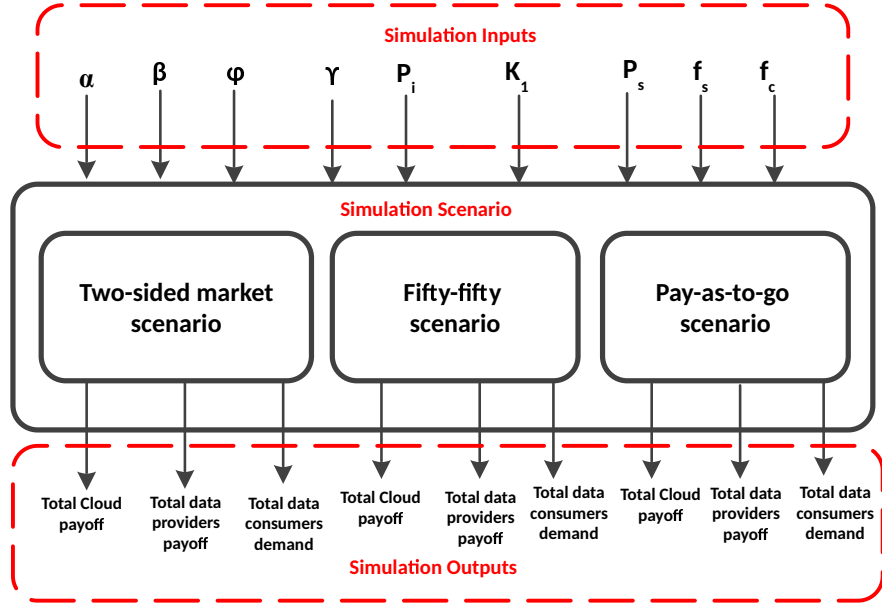 Simulation Inputs
α β φ γ Pi K1 Ps fs fc
Simulation Scenario
Two-sided market
scenario
Fifty-fifty
scenario
Pay-as-to-go
scenario
Total Cloud
payoff
Total data
providers
payoff
Total data
consumers
demand
Total Cloud
payoff
Total data
providers
payoff
Total data
consumers
demand
Total Cloud
payoff
Total data
providers
payoff
Total data
consumers
demand
Simulation Outputs